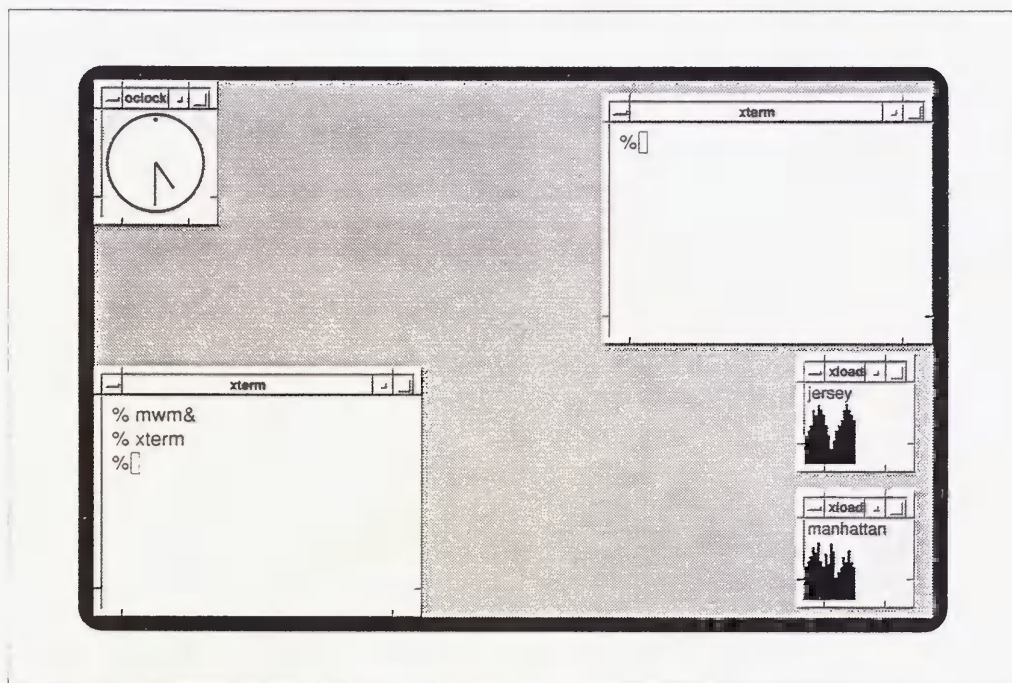 oclock
xterm
%
xterm
% mwm&
% xterm
%
xload
jersey
xload
manhattan